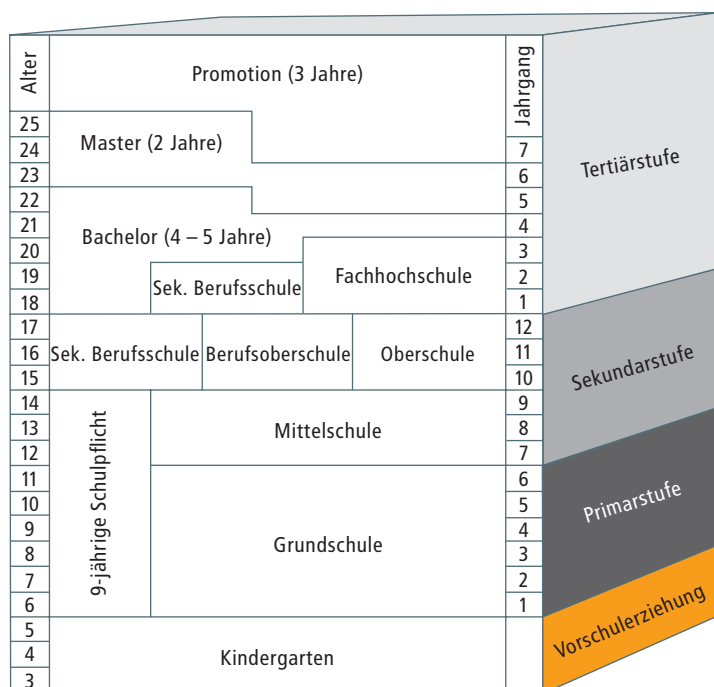 Alter
Promotion (3 Jahre)
Jahrgang
25
24
Master (2 Jahre)
7
23
6
22
5
21
4
20
Bachelor (4 – 5 Jahre)
3
19
Sek. Berufsschule
Fachhochschule
2
18
1
Tertiärstufe
17
12
16
Sek. Berufsschule
Berufsoberschule
Oberschule
11
15
10
Sekundarstufe
14
9
13
Mittelschule
8
12
7
9-jährige Schulpflicht
11
6
10
5
9
4
8
Grundschule
3
7
2
6
1
Primarstufe
5
4
Kindergarten
3
Vorschulerziehung